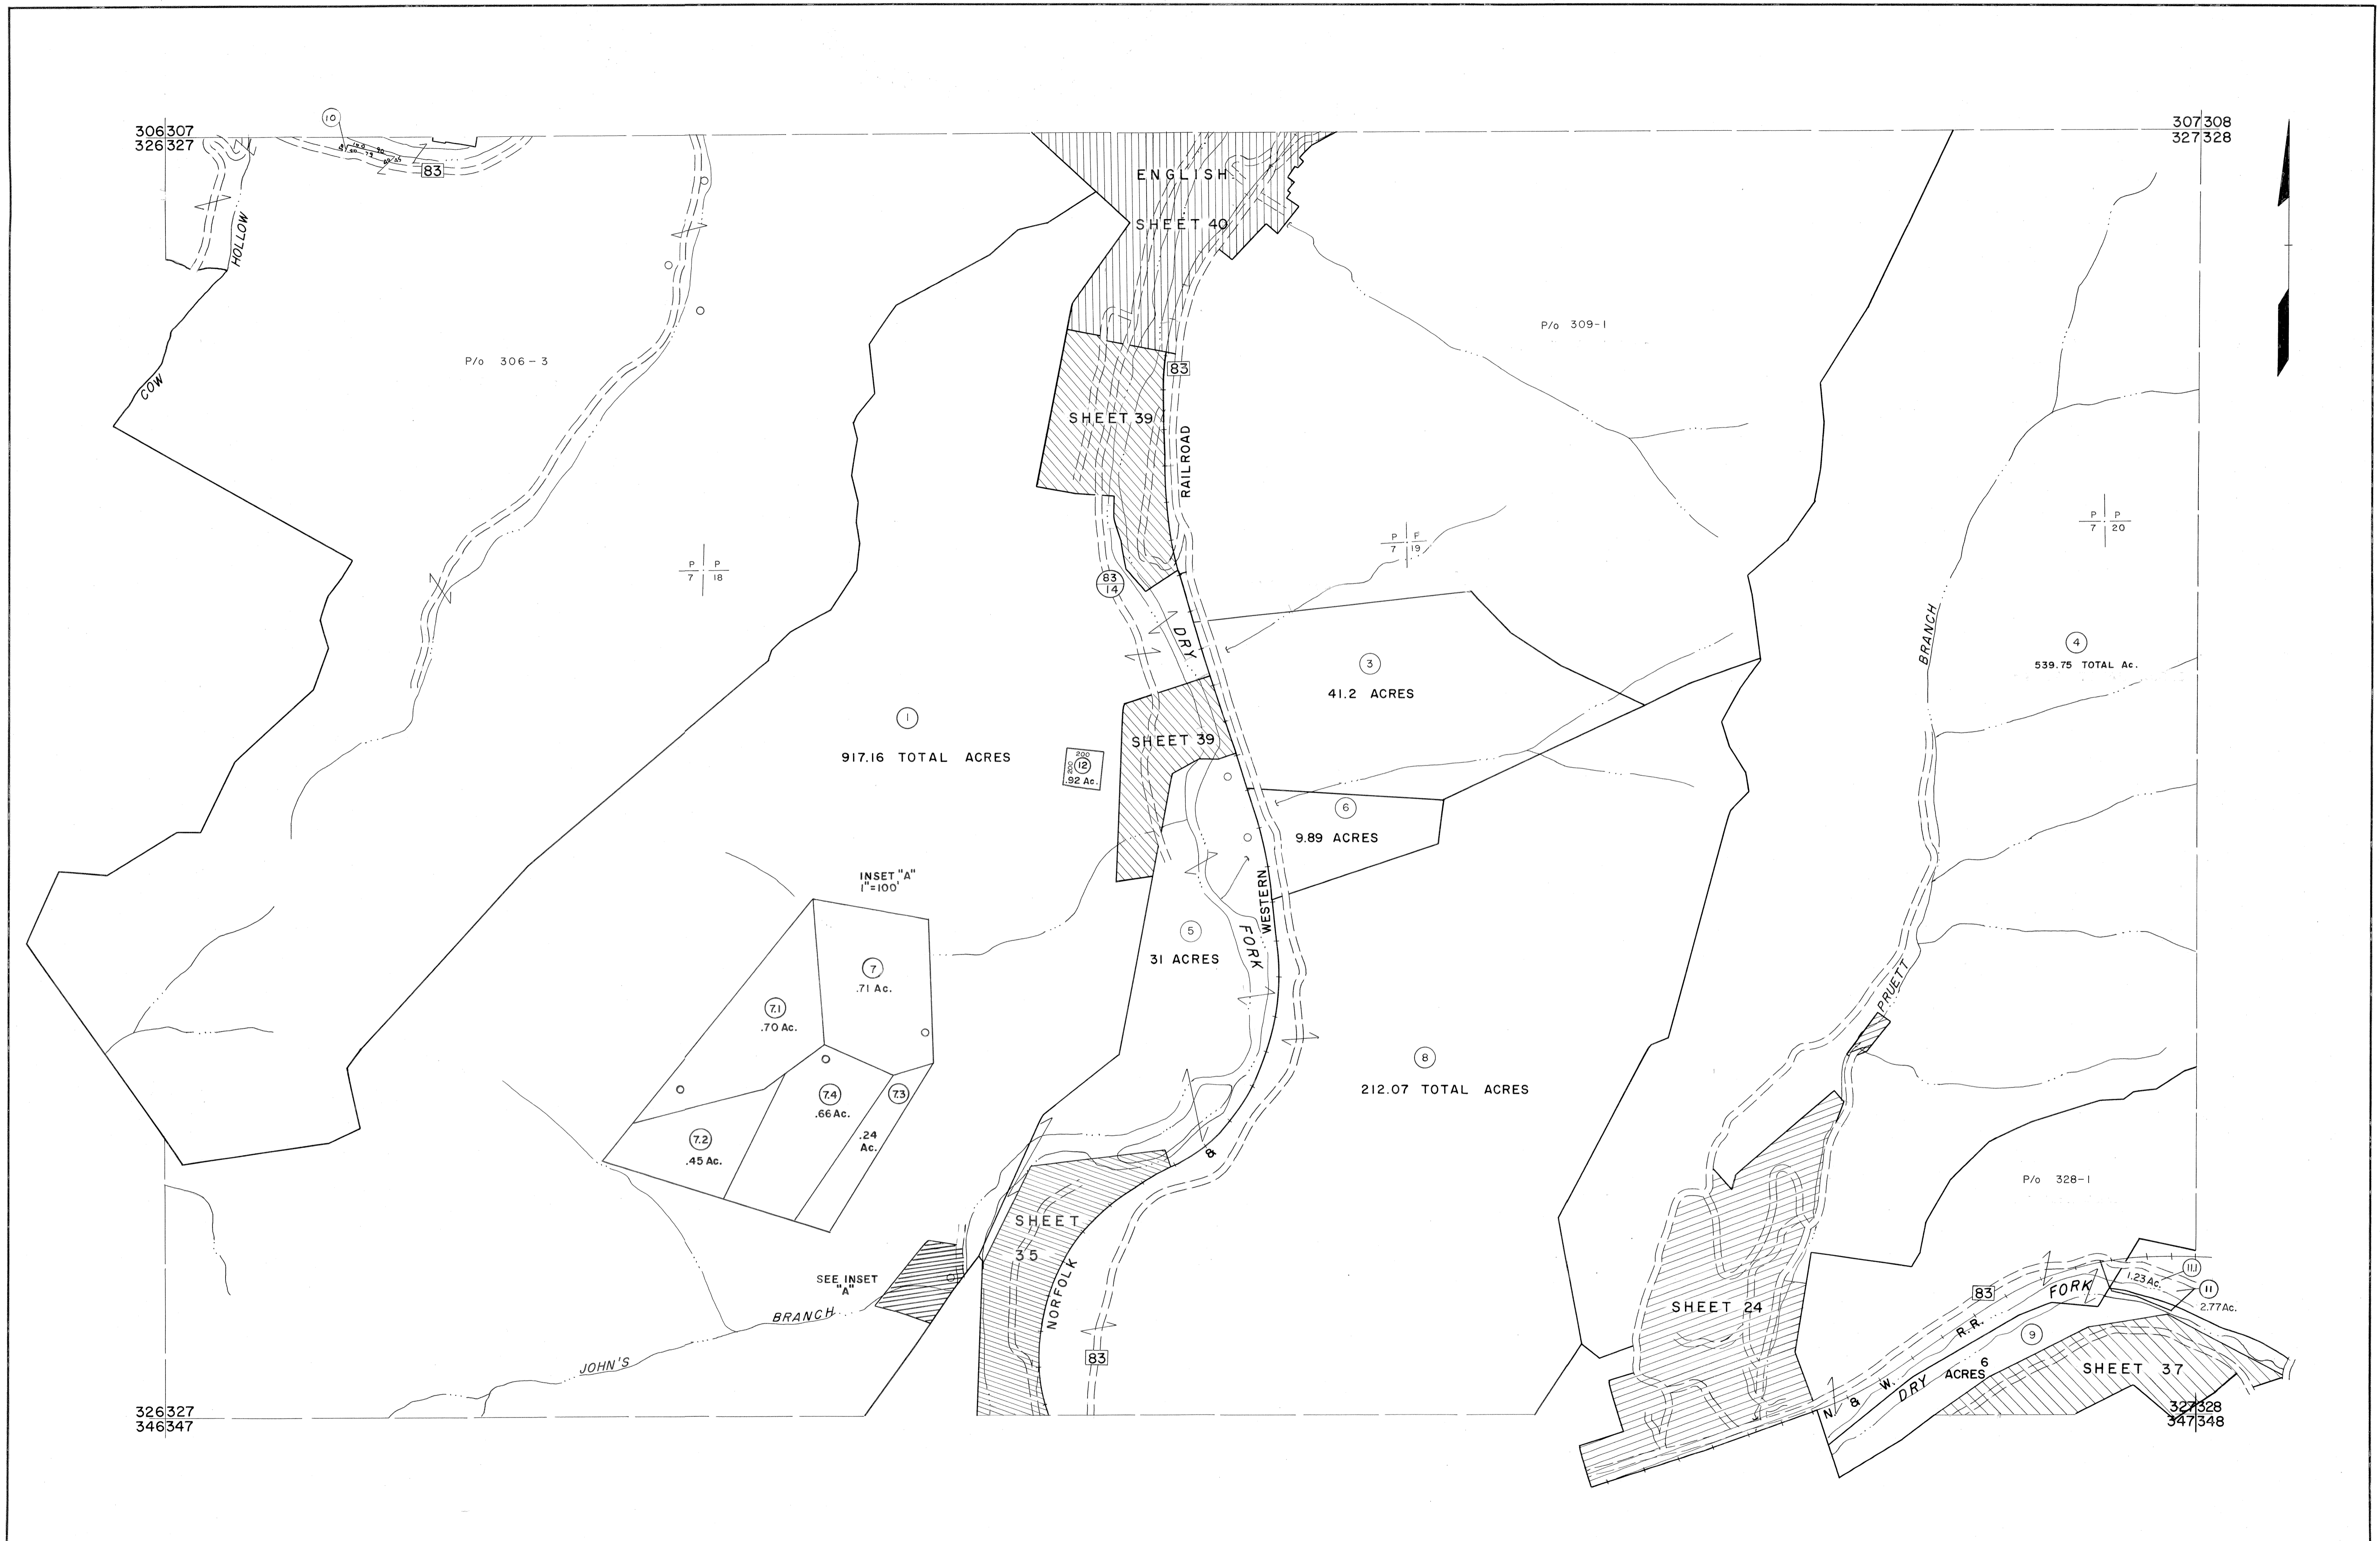 306 307
326 327
10
83
307 308
327 328
HOLLOW
COW
ENGLISH
SHEET 40
P/o 306-3
P/o 309-1
83
SHEET 39
RAILROAD
P P
7 18
P F
7 19
P P
7 20
83
14
DRY
BRANCH
3
41.2 ACRES
4
539.75 TOTAL Ac.
1
917.16 TOTAL ACRES
SHEET 39
200
200
12
.92 Ac.
6
9.89 ACRES
INSET "A"
1"=100'
WESTERN
FORK
5
31 ACRES
7
.71 Ac.
7.1
.70 Ac.
PRUETT
8
212.07 TOTAL ACRES
7.4
.66 Ac.
7.3
.24
Ac.
7.2
.45 Ac.
&
P/o 328-1
SHEET
35
NORFOLK
SEE INSET
"A"
BRANCH
JOHN'S
83
SHEET 24
83
FORK
11.1
1.23 Ac.
11
2.77 Ac.
R.R.
9
6
ACRES
SHEET 37
N & W.
DRY
326 327
346 347
327 328
347 348